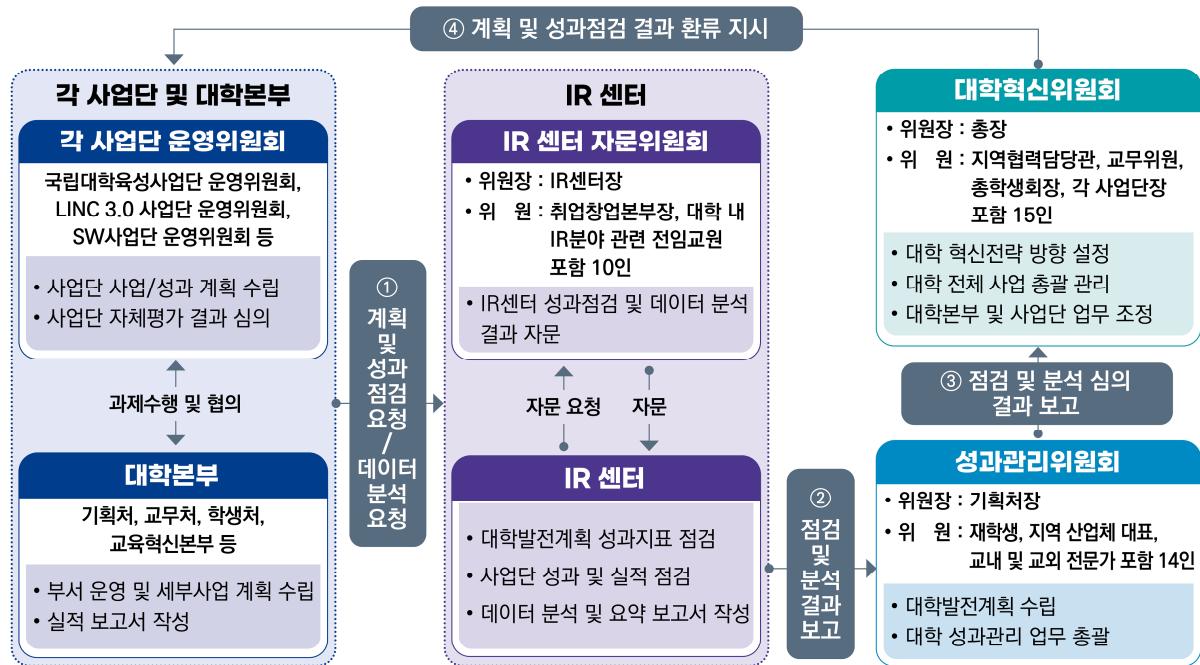 ④ 계획 및 성과점검 결과 환류 지시
각 사업단 및 대학본부
각 사업단 운영위원회
국립대학육성사업단 운영위원회,
LINC 3.0 사업단 운영위원회,
SW사업단 운영위원회 등
• 사업단 사업/성과 계획 수립
• 사업단 자체평가 결과 심의
과제수행 및 협의
대학본부
기획처, 교무처, 학생처,
교육혁신본부 등
• 부서 운영 및 세부사업 계획 수립
• 실적 보고서 작성
①
계획
및
성과
점검
요청
/
데이터
분석
요청
IR 센터
IR 센터 자문위원회
• 위원장 : IR센터장
• 위 원 : 취업창업본부장, 대학 내
IR분야 관련 전임교원
포함 10인
• IR센터 성과점검 및 데이터 분석
결과 자문
자문 요청
자문
IR 센터
• 대학발전계획 성과지표 점검
• 사업단 성과 및 실적 점검
• 데이터 분석 및 요약 보고서 작성
②
점검
및
분석
결과
보고
대학혁신위원회
• 위원장 : 총장
• 위 원 : 지역협력담당관, 교무위원,
총학생회장, 각 사업단장
포함 15인
• 대학 혁신전략 방향 설정
• 대학 전체 사업 총괄 관리
• 대학본부 및 사업단 업무 조정
③ 점검 및 분석 심의
결과 보고
성과관리위원회
• 위원장 : 기획처장
• 위 원 : 재학생, 지역 산업체 대표,
교내 및 교외 전문가 포함 14인
• 대학발전계획 수립
• 대학 성과관리 업무 총괄